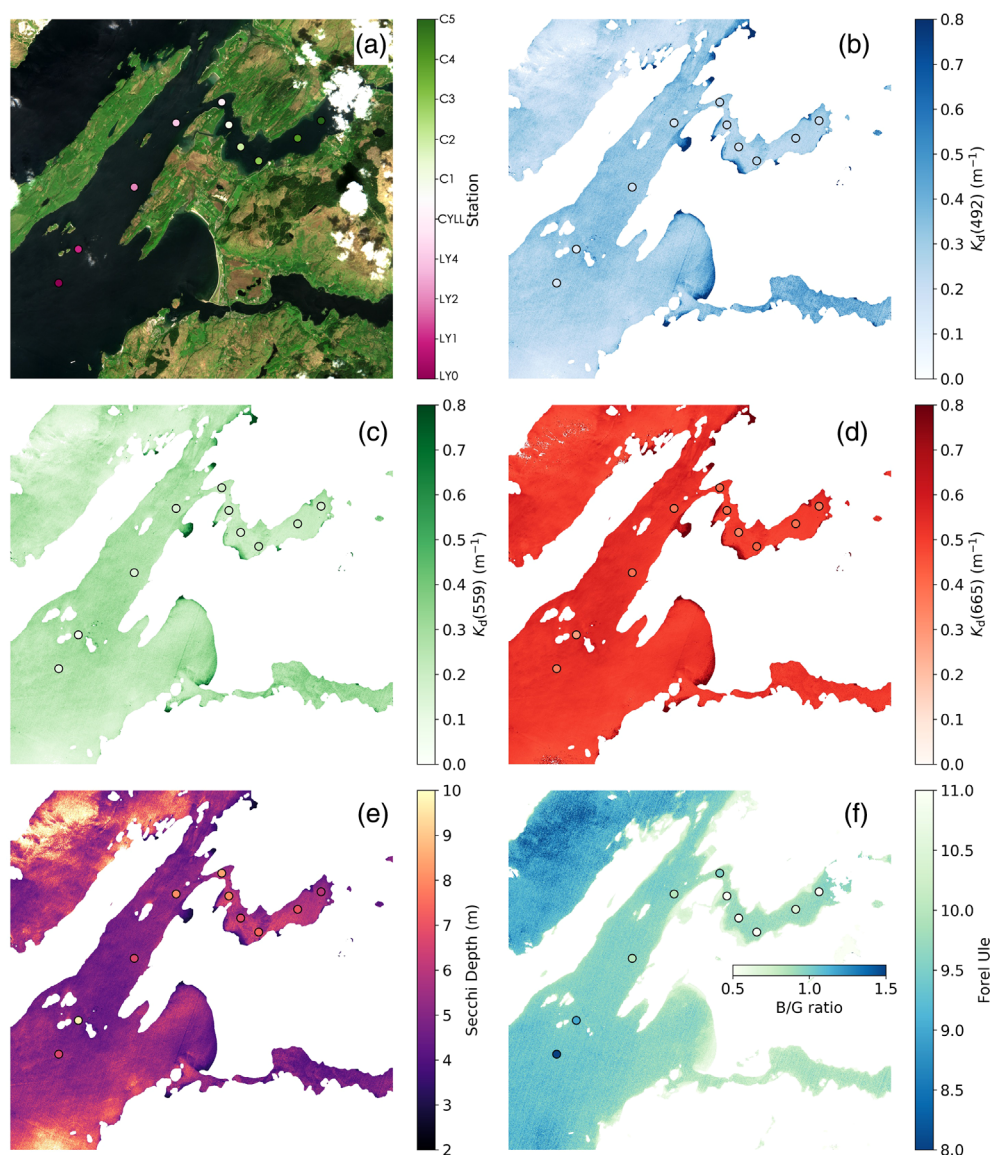 (a)
C5
C4
C3
C2
C1
CYLL
LY4
LY2
LY1
LY0
Station
(b)
0.8
0.7
0.6
0.5
0.4
0.3
0.2
0.1
0.0
Kd(492) (m−1)
(c)
0.8
0.7
0.6
0.5
0.4
0.3
0.2
0.1
0.0
Kd(559) (m−1)
(d)
0.8
0.7
0.6
0.5
0.4
0.3
0.2
0.1
0.0
Kd(665) (m−1)
(e)
10
9
8
7
6
5
4
3
2
Secchi Depth (m)
(f)
0.5 1.0 1.5
B/G ratio
11.0
10.5
10.0
9.5
9.0
8.5
8.0
Forel Ule